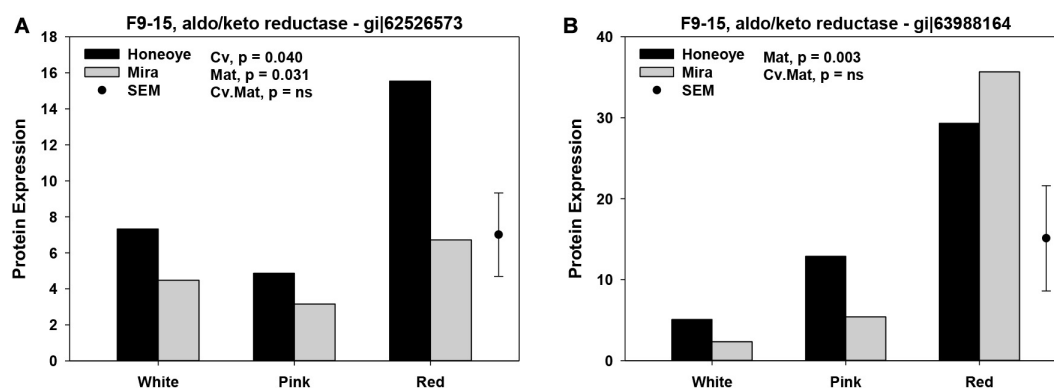 A
F9-15, aldo/keto reductase - gi|62526573
Protein Expression
18
16
14
12
10
8
6
4
2
0
Honeoye
Mira
SEM
Cv, p = 0.040
Mat, p = 0.031
Cv.Mat, p = ns
White Pink Red
B
F9-15, aldo/keto reductase - gi|63988164
Protein Expression
40
30
20
10
0
Honeoye
Mira
SEM
Mat, p = 0.003
Cv.Mat, p = ns
White Pink Red